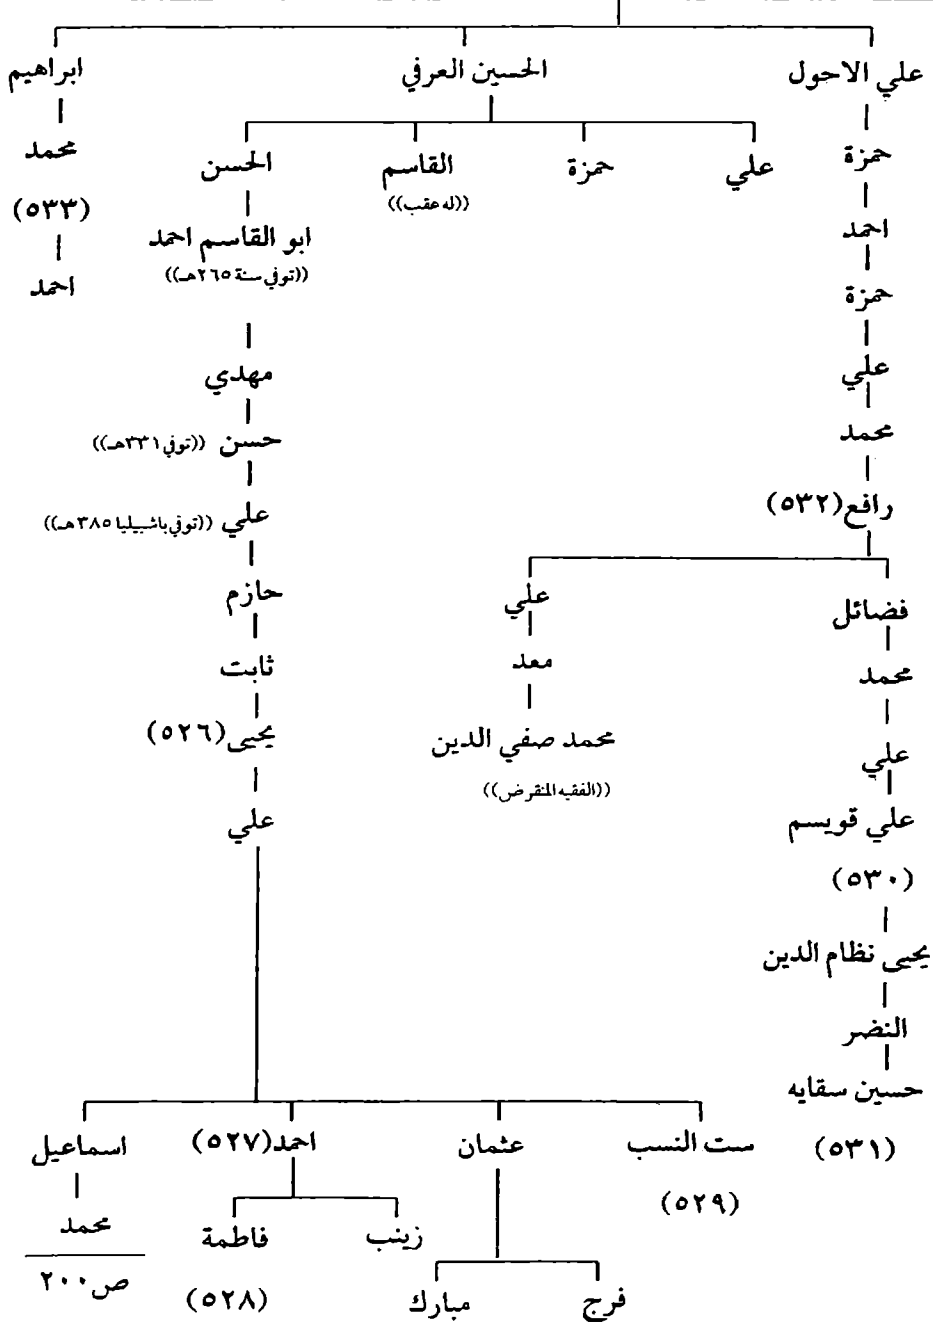 علي الاحول
الحسين العرفي
ابراهيم
حمزة
علي
حمزة
القاسم
((له عقب))
الحسن
محمد
(٥٣٣)
احمد
ابو القاسم احمد
((توفي سنة ٢٦٥هـ))
احمد
حمزة
علي
مهدي
محمد
حسن ((توفي ٣٣١هـ))
رافع (٥٣٢)
علي ((توفي باشبيليا ٣٨٥هـ))
فضائل
علي
حازم
محمد
معد
ثابت
علي
محمد صفي الدين
((الفقيه المنقرض))
يحيى (٥٢٦)
علي قويسم
(٥٣٠)
علي
يحيى نظام الدين
النضر
حسين سقايه
(٥٣١)
ست النسب
(٥٢٩)
عثمان
احمد (٥٢٧)
اسماعيل
زينب
فاطمة
(٥٢٨)
محمد
ص ٢٠٠
فرج
مبارك